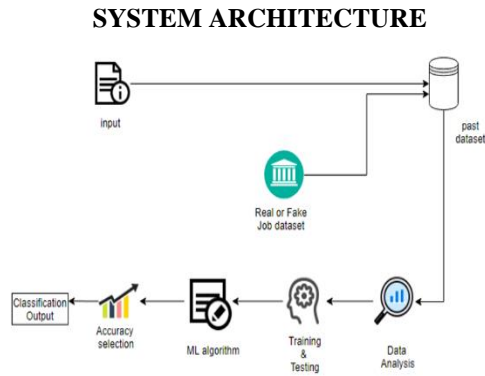 SYSTEM ARCHITECTURE
input
past
dataset
Real or Fake
Job dataset
Classification
Output
Accuracy
selection
ML algorithm
Training
&
Testing
Data
Analysis